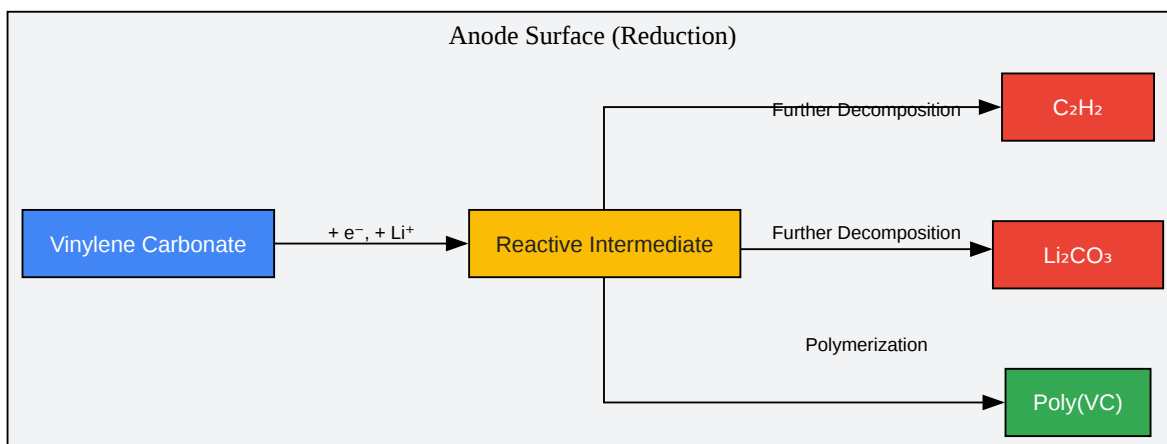 Anode Surface (Reduction)
Further Decomposition
C₂H₂
Vinylene Carbonate
+ e⁻, + Li⁺
Reactive Intermediate
Further Decomposition
Li₂CO₃
Polymerization
Poly(VC)